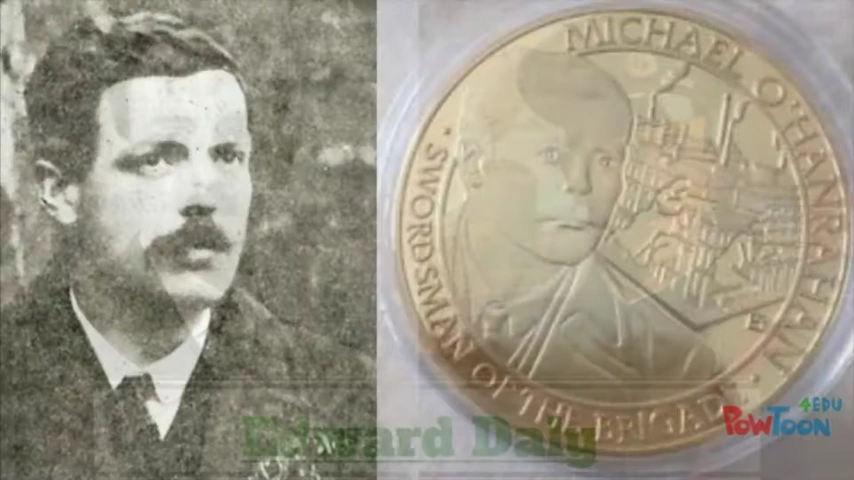 MICHAEL O'HANRAHAN
· SWORDSMAN OF THE BRIGADE ·
Edward Daly
POWTOON
4EDU